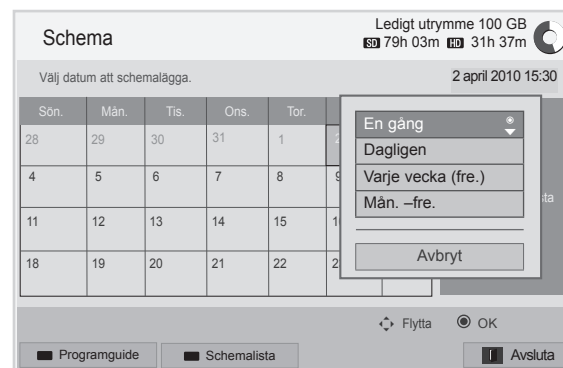 Schema
Ledigt utrymme 100 GB
SD 79h 03m HD 31h 37m
Välj datum att schemalägga.
2 april 2010 15:30
Sön. Mån. Tis. Ons. Tor.
28 29 30 31 1 2
4 5 6 7 8 9
11 12 13 14 15
18 19 20 21 22
En gång
Dagligen
Varje vecka (fre.)
Mån. –fre.
Avbryt
Flytta OK
Programguide Schemalista Avsluta